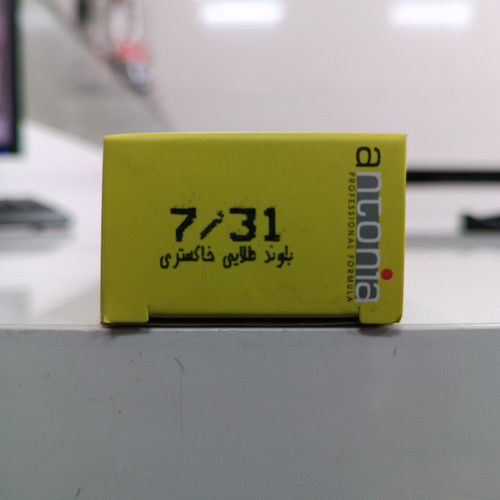 7/31
بلوند طلایی خاکستری
antonia
PROFESSIONAL FORMULA